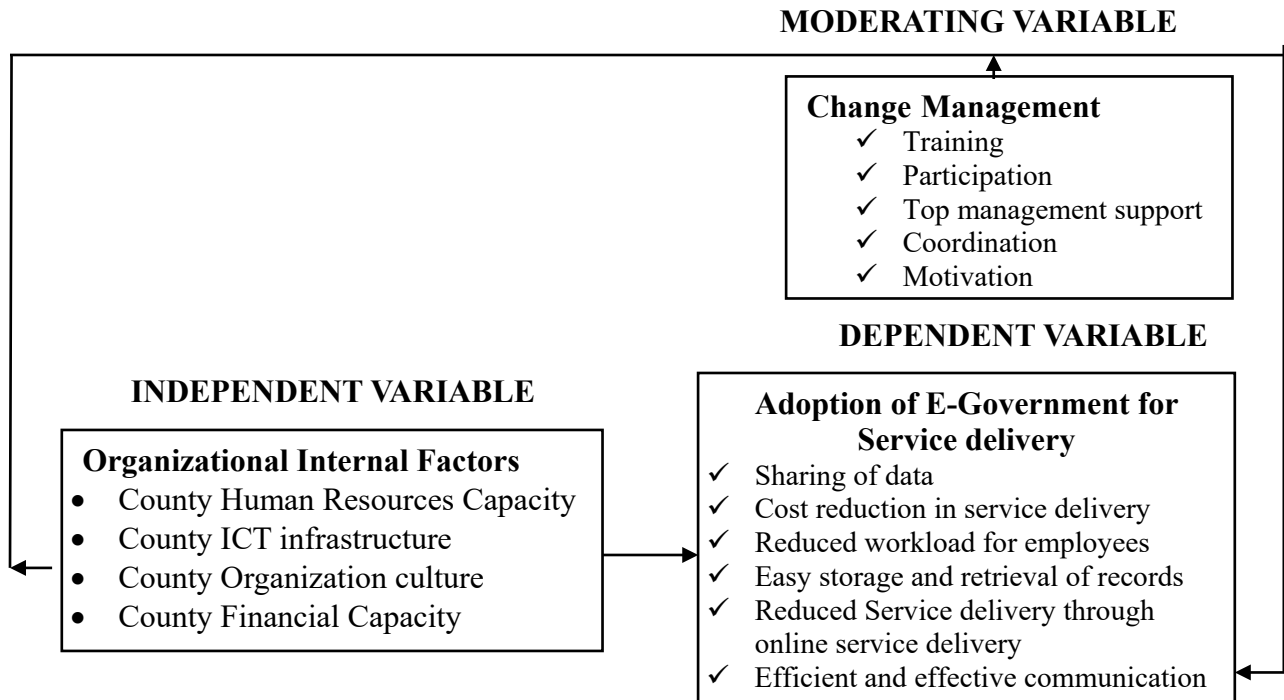 MODERATING VARIABLE
Change Management
✓ Training
✓ Participation
✓ Top management support
✓ Coordination
✓ Motivation
DEPENDENT VARIABLE
INDEPENDENT VARIABLE
Organizational Internal Factors
• County Human Resources Capacity
• County ICT infrastructure
• County Organization culture
• County Financial Capacity
Adoption of E-Government for
Service delivery
✓ Sharing of data
✓ Cost reduction in service delivery
✓ Reduced workload for employees
✓ Easy storage and retrieval of records
✓ Reduced Service delivery through
online service delivery
✓ Efficient and effective communication